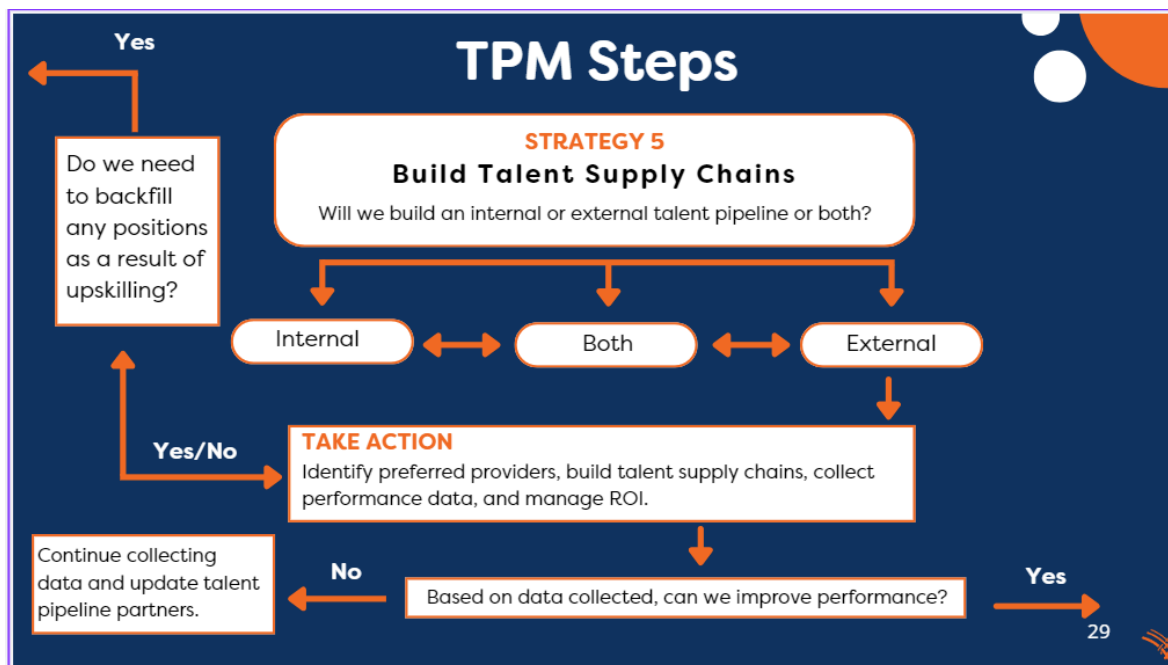 Yes
TPM Steps
STRATEGY 5
Build Talent Supply Chains
Will we build an internal or external talent pipeline or both?
Do we need
to backfill
any positions
as a result of
upskilling?
Internal
Both
External
Yes/No
TAKE ACTION
Identify preferred providers, build talent supply chains, collect
performance data, and manage ROI.
Continue collecting
data and update talent
pipeline partners.
No
Based on data collected, can we improve performance?
Yes
29